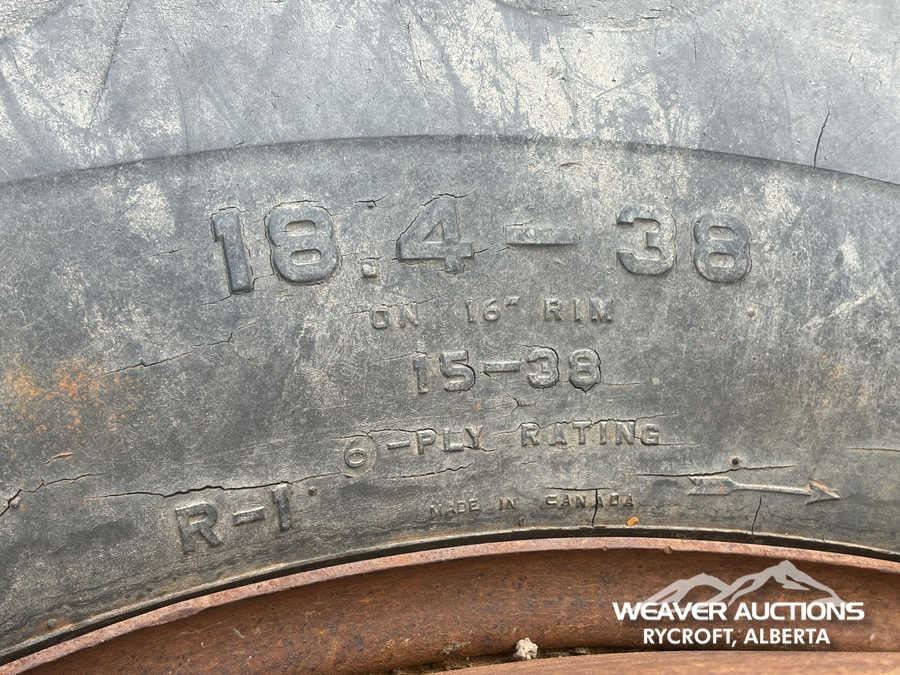 18.4-38
ON 16" RIM
15-38
6-PLY RATING
R-1
MADE IN CANADA
WEAVER AUCTIONS
RYCROFT, ALBERTA